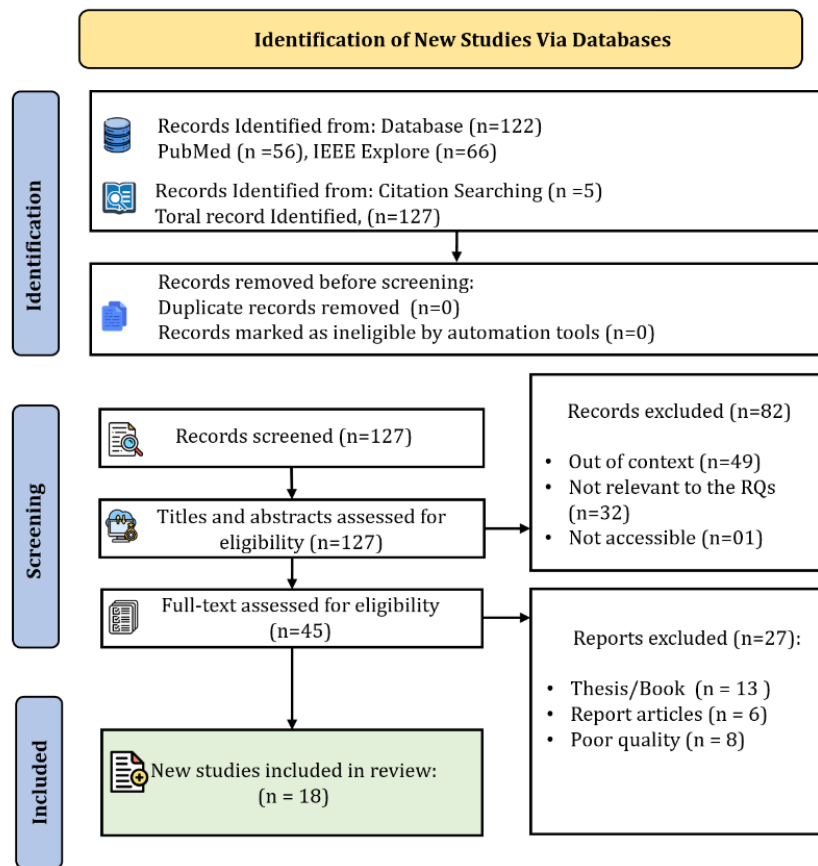 Identification of New Studies Via Databases
Identification
Records Identified from: Database (n=122)
PubMed (n =56), IEEE Explore (n=66)
Records Identified from: Citation Searching (n =5)
Toral record Identified, (n=127)
Records removed before screening:
Duplicate records removed  (n=0)
Records marked as ineligible by automation tools (n=0)
Screening
Records screened (n=127)
Records excluded (n=82)
• Out of context (n=49)
• Not relevant to the RQs
(n=32)
• Not accessible (n=01)
Titles and abstracts assessed for
eligibility (n=127)
Full-text assessed for eligibility
(n=45)
Reports excluded (n=27):
• Thesis/Book  (n = 13 )
• Report articles (n = 6)
• Poor quality (n = 8)
Included
New studies included in review:
(n = 18)